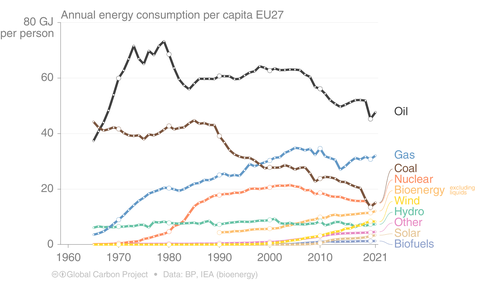 Annual energy consumption per capita EU27
80 GJ
per person
60
40
20
0
Oil
Gas
Coal
Nuclear
Bioenergy excluding liquids
Wind
Hydro
Other
Solar
Biofuels
1960 1970 1980 1990 2000 2010 2021
Global Carbon Project • Data: BP, IEA (bioenergy)